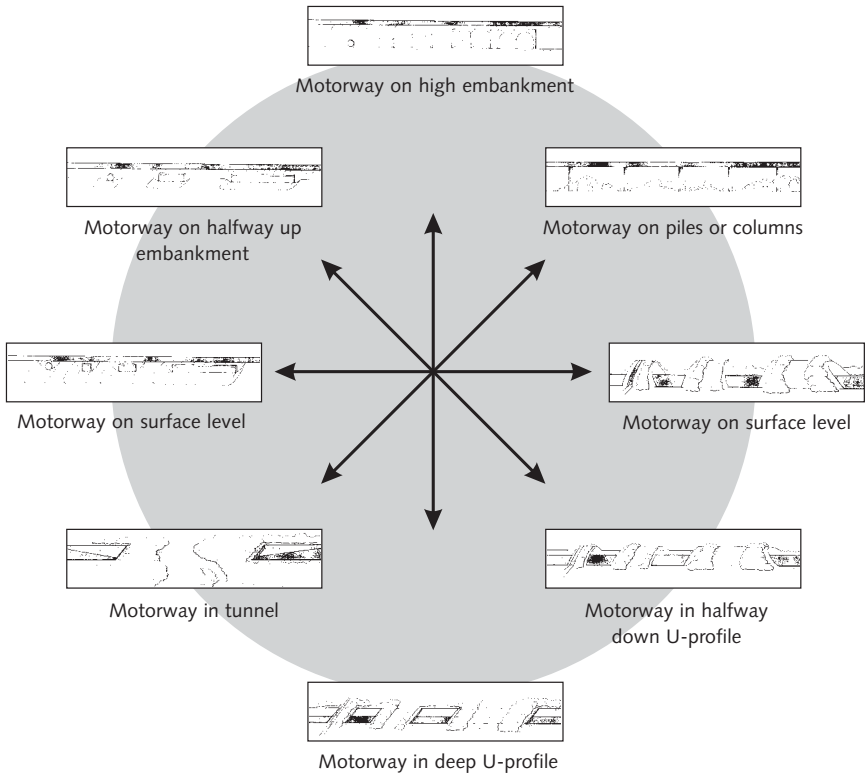 Motorway on high embankment
Motorway on halfway up
embankment
Motorway on piles or columns
Motorway on surface level
Motorway on surface level
Motorway in tunnel
Motorway in halfway
down U-profile
Motorway in deep U-profile